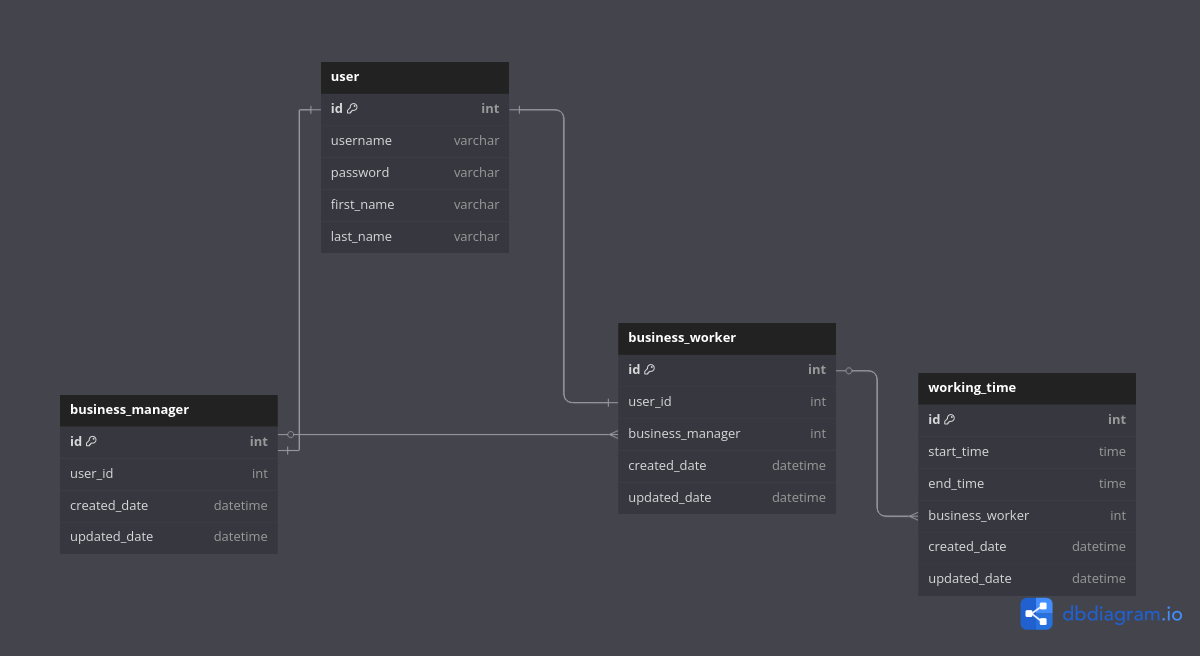 user
id int
username varchar
password varchar
first_name varchar
last_name varchar
business_worker
id int
user_id int
business_manager int
created_date datetime
updated_date datetime
working_time
id int
start_time time
end_time time
business_worker int
created_date datetime
updated_date datetime
business_manager
id int
user_id int
created_date datetime
updated_date datetime
dbdiagram.io